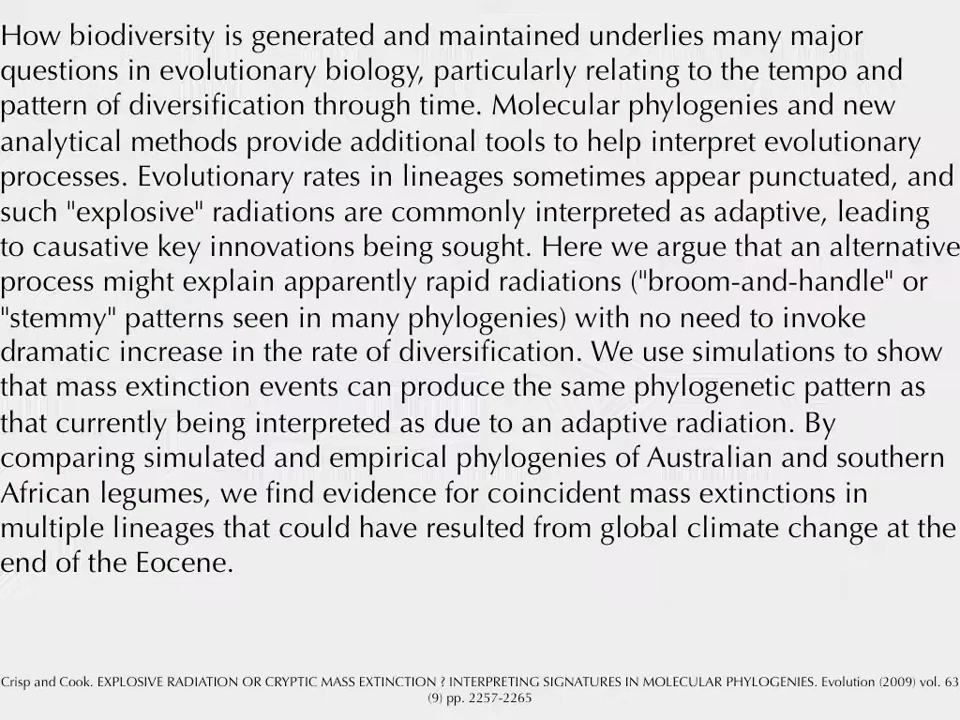 How biodiversity is generated and maintained underlies many major
questions in evolutionary biology, particularly relating to the tempo and
pattern of diversification through time. Molecular phylogenies and new
analytical methods provide additional tools to help interpret evolutionary
processes. Evolutionary rates in lineages sometimes appear punctuated, and
such "explosive" radiations are commonly interpreted as adaptive, leading
to causative key innovations being sought. Here we argue that an alternative
process might explain apparently rapid radiations ("broom-and-handle" or
"stemmy" patterns seen in many phylogenies) with no need to invoke
dramatic increase in the rate of diversification. We use simulations to show
that mass extinction events can produce the same phylogenetic pattern as
that currently being interpreted as due to an adaptive radiation. By
comparing simulated and empirical phylogenies of Australian and southern
African legumes, we find evidence for coincident mass extinctions in
multiple lineages that could have resulted from global climate change at the
end of the Eocene.
Crisp and Cook. EXPLOSIVE RADIATION OR CRYPTIC MASS EXTINCTION ? INTERPRETING SIGNATURES IN MOLECULAR PHYLOGENIES. Evolution (2009) vol. 63
(9) pp. 2257-2265